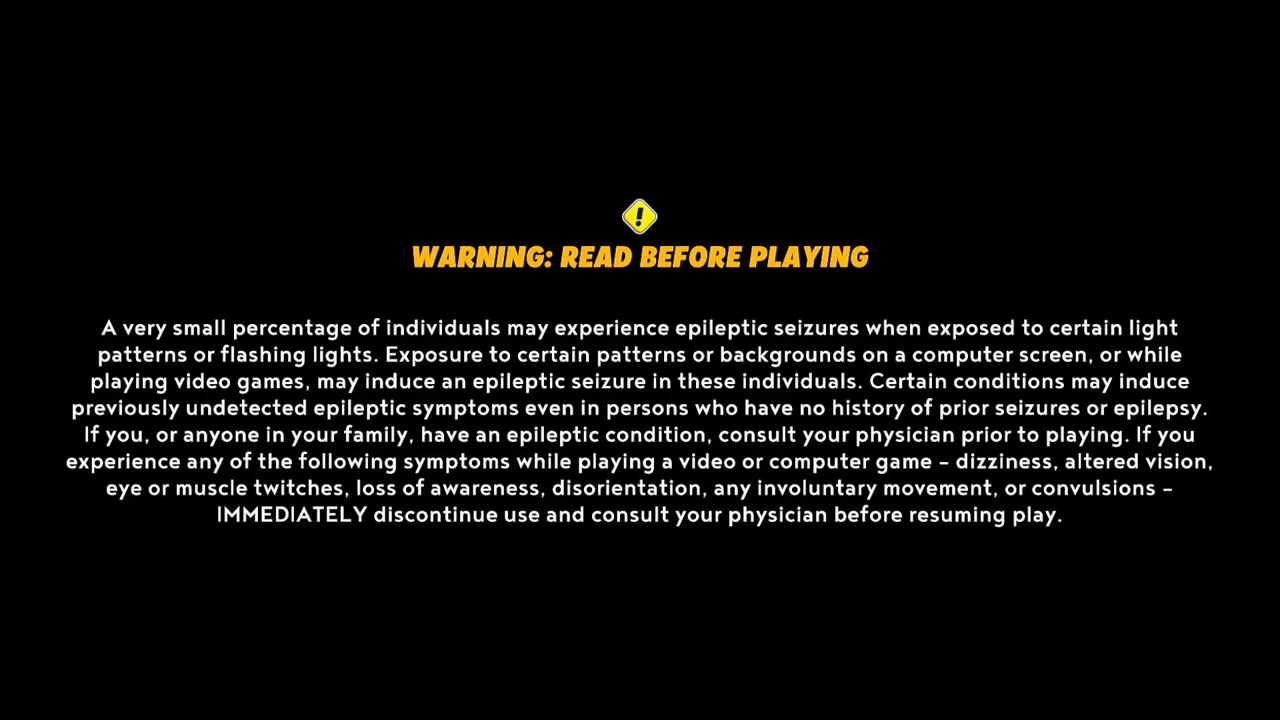 !
WARNING: READ BEFORE PLAYING
A very small percentage of individuals may experience epileptic seizures when exposed to certain light
patterns or flashing lights. Exposure to certain patterns or backgrounds on a computer screen, or while
playing video games, may induce an epileptic seizure in these individuals. Certain conditions may induce
previously undetected epileptic symptoms even in persons who have no history of prior seizures or epilepsy.
If you, or anyone in your family, have an epileptic condition, consult your physician prior to playing. If you
experience any of the following symptoms while playing a video or computer game – dizziness, altered vision,
eye or muscle twitches, loss of awareness, disorientation, any involuntary movement, or convulsions –
IMMEDIATELY discontinue use and consult your physician before resuming play.